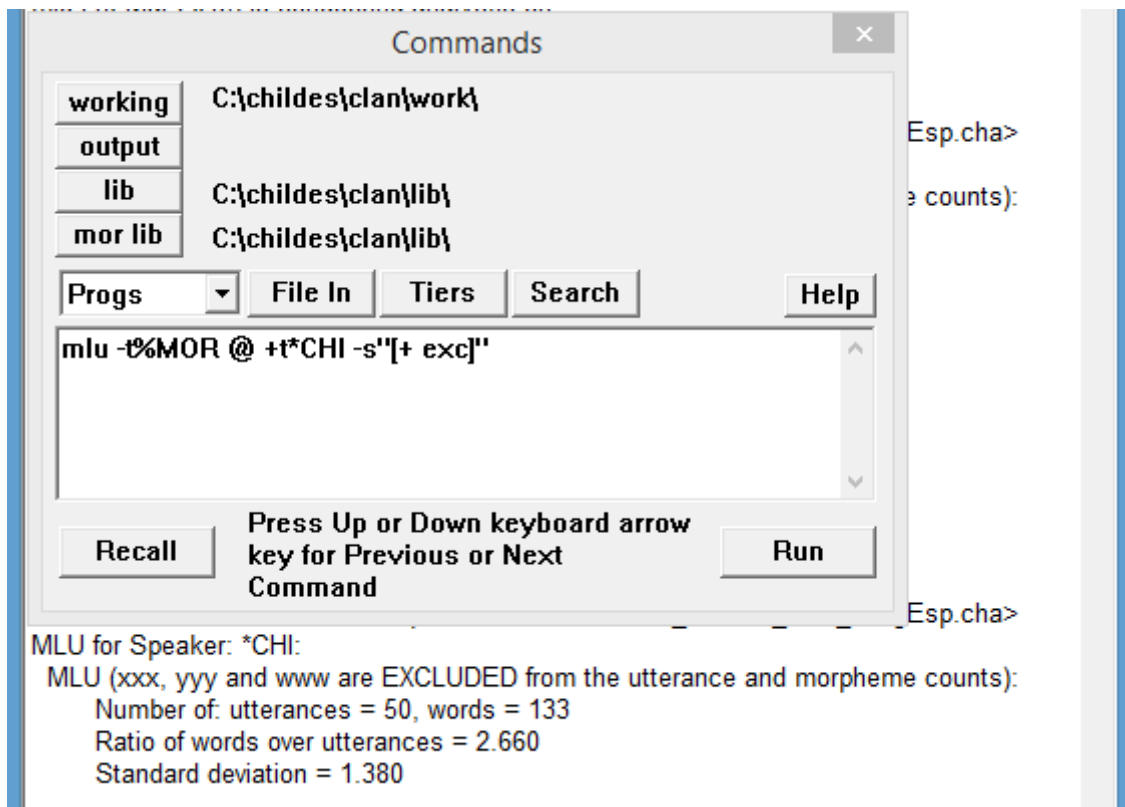 Commands
working C:\childes\clan\work\
output
lib C:\childes\clan\lib\
mor lib C:\childes\clan\lib\
Progs File In Tiers Search Help
mlu -t%MOR @ +t*CHI -s"[+ exc]"
Recall Press Up or Down keyboard arrow key for Previous or Next Command Run
Esp.cha>
counts):
Esp.cha>
MLU for Speaker: *CHI:
MLU (xxx, yyy and www are EXCLUDED from the utterance and morpheme counts):
Number of: utterances = 50, words = 133
Ratio of words over utterances = 2.660
Standard deviation = 1.380